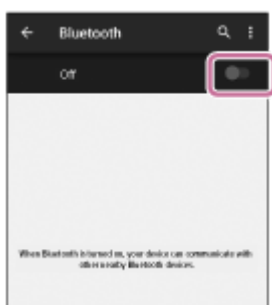 Bluetooth
Off
When Bluetooth is turned on, your device can communicate with
other nearby Bluetooth devices.